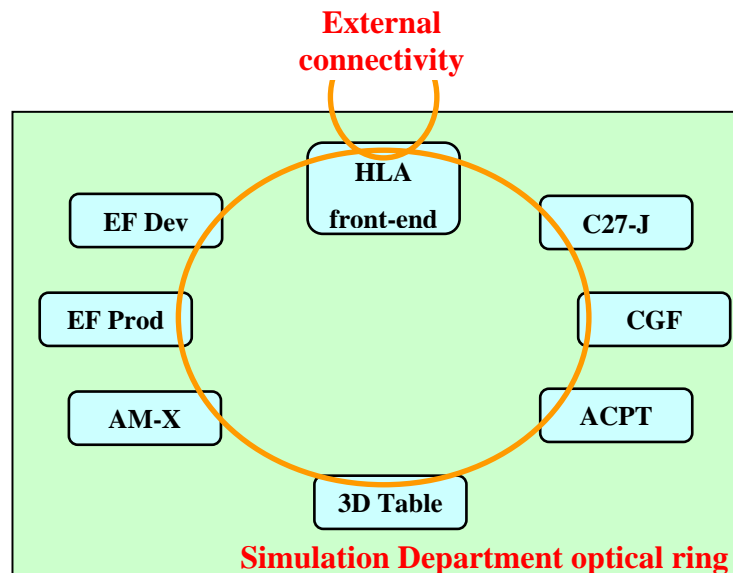 External
connectivity
HLA
front-end
EF Dev
C27-J
EF Prod
CGF
AM-X
ACPT
3D Table
Simulation Department optical ring